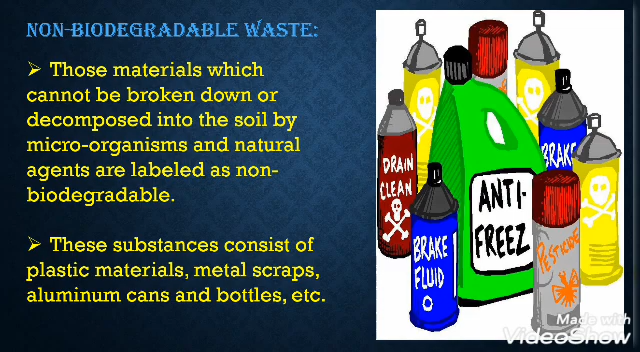 NON-BIODEGRADABLE WASTE:
➢ Those materials which
cannot be broken down or
decomposed into the soil by
micro-organisms and natural
agents are labeled as non-
biodegradable.
➢ These substances consist of
plastic materials, metal scraps,
aluminum cans and bottles, etc.
DRAIN
CLEAN
BRAKE
ANTI-
FREEZ
BRAKE
FLUID
PESTICIDE
Made with
VideoShow